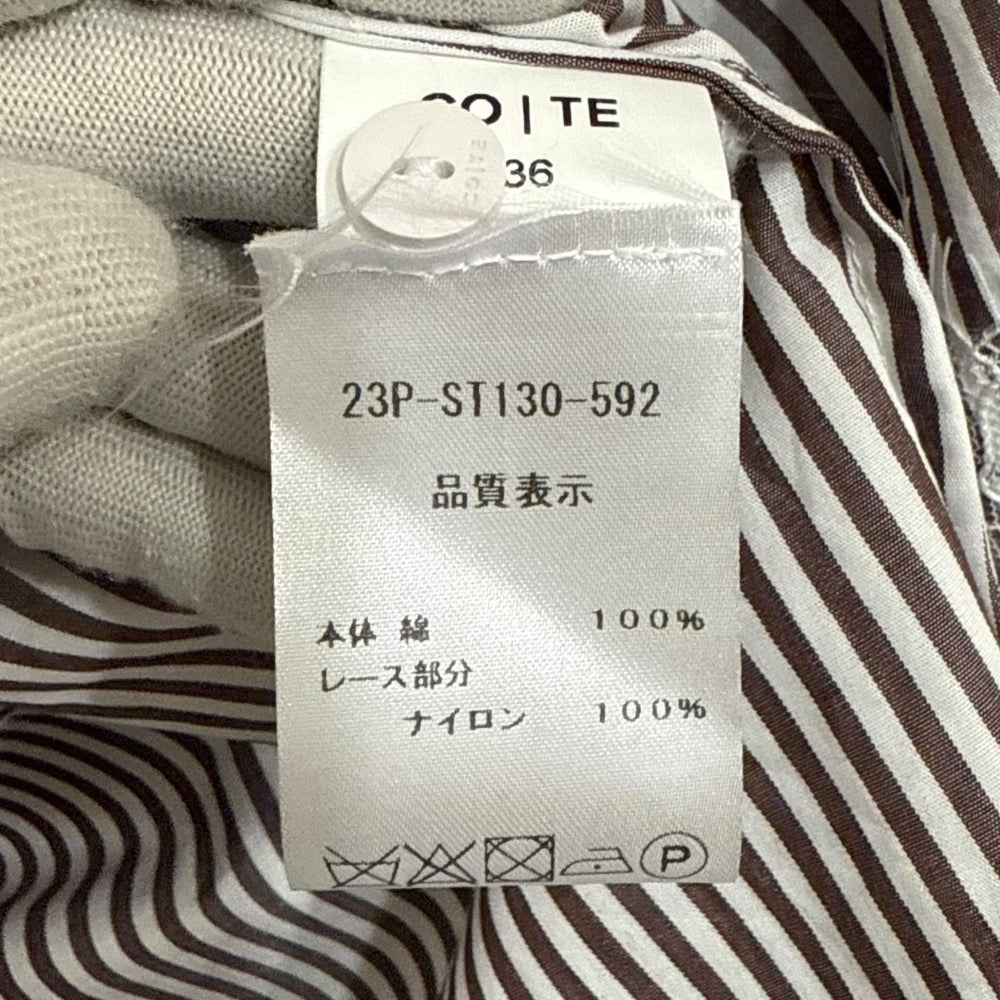 CO | TE
36
23P-ST130-592
品質表示
本体 綿 100%
レース部分
ナイロン 100%
P